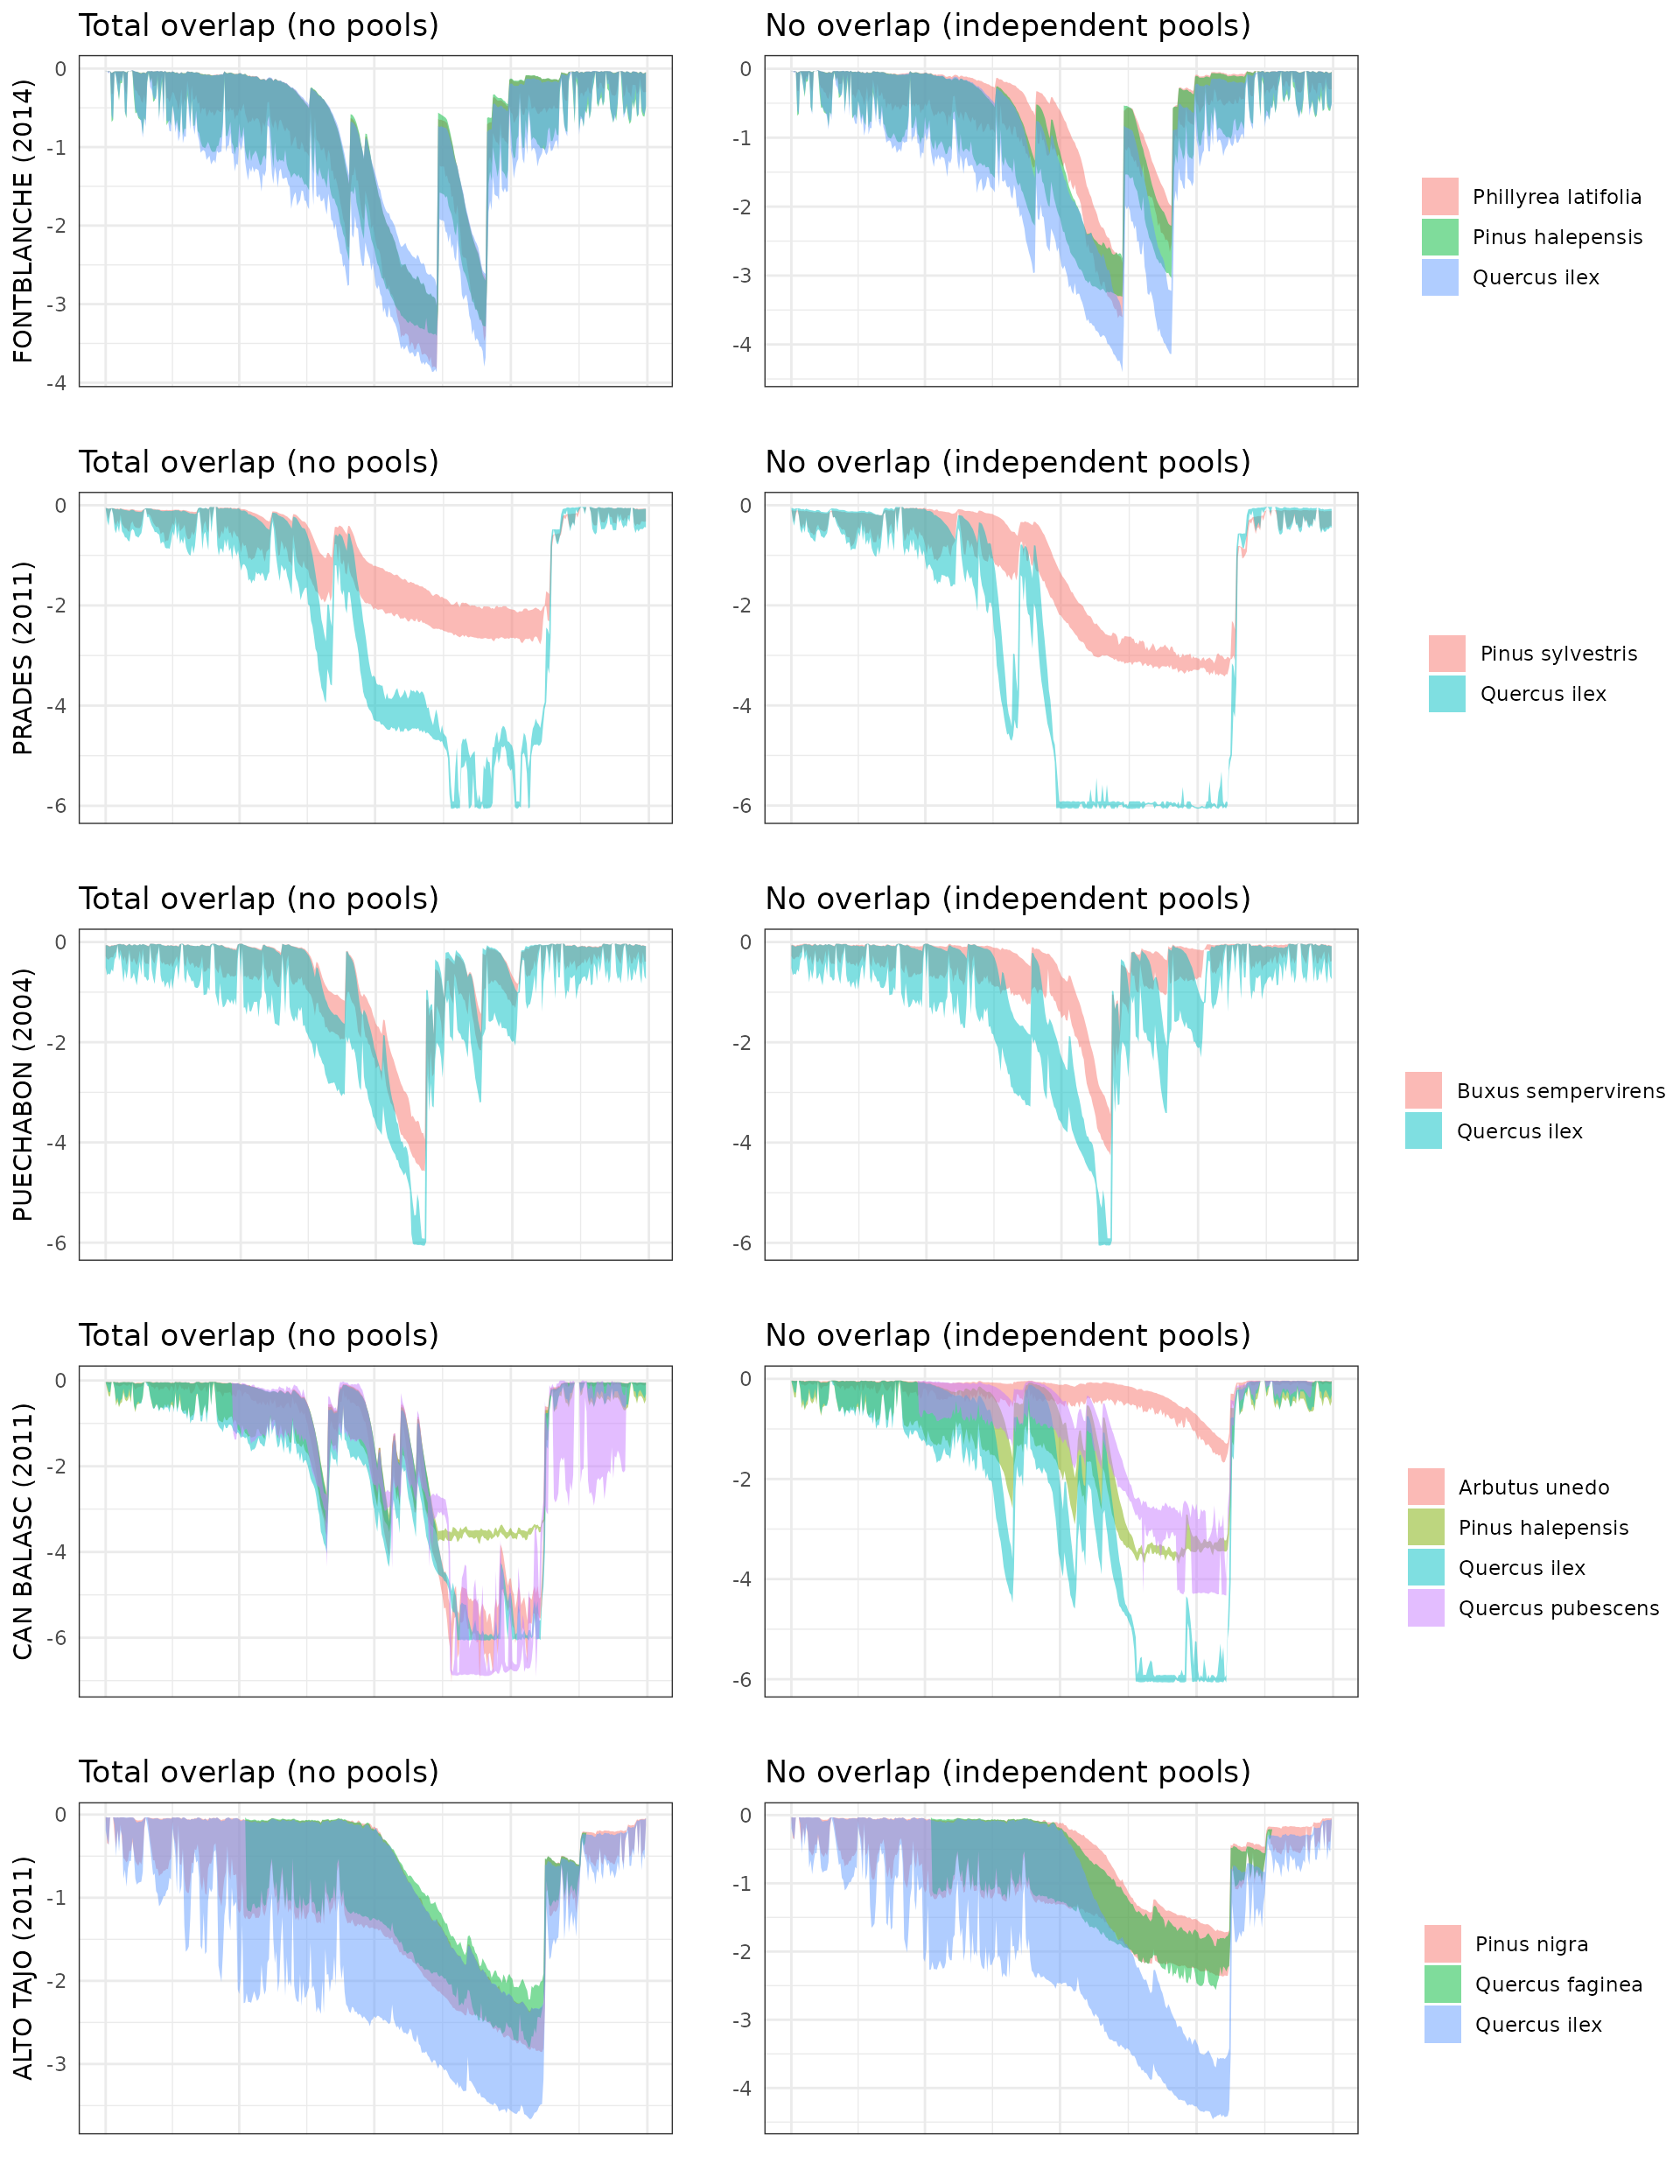 Total overlap (no pools)
No overlap (independent pools)
FONTBLANCHE (2014)
0
-1
-2
-3
-4
0
-1
-2
-3
-4
Phillyrea latifolia
Pinus halepensis
Quercus ilex
Total overlap (no pools)
No overlap (independent pools)
PRADES (2011)
0
-2
-4
-6
0
-2
-4
-6
Pinus sylvestris
Quercus ilex
Total overlap (no pools)
No overlap (independent pools)
PUECHABON (2004)
0
-2
-4
-6
0
-2
-4
-6
Buxus sempervirens
Quercus ilex
Total overlap (no pools)
No overlap (independent pools)
CAN BALASC (2011)
0
-2
-4
-6
0
-2
-4
-6
Arbutus unedo
Pinus halepensis
Quercus ilex
Quercus pubescens
Total overlap (no pools)
No overlap (independent pools)
ALTO TAJO (2011)
0
-1
-2
-3
0
-1
-2
-3
-4
Pinus nigra
Quercus faginea
Quercus ilex